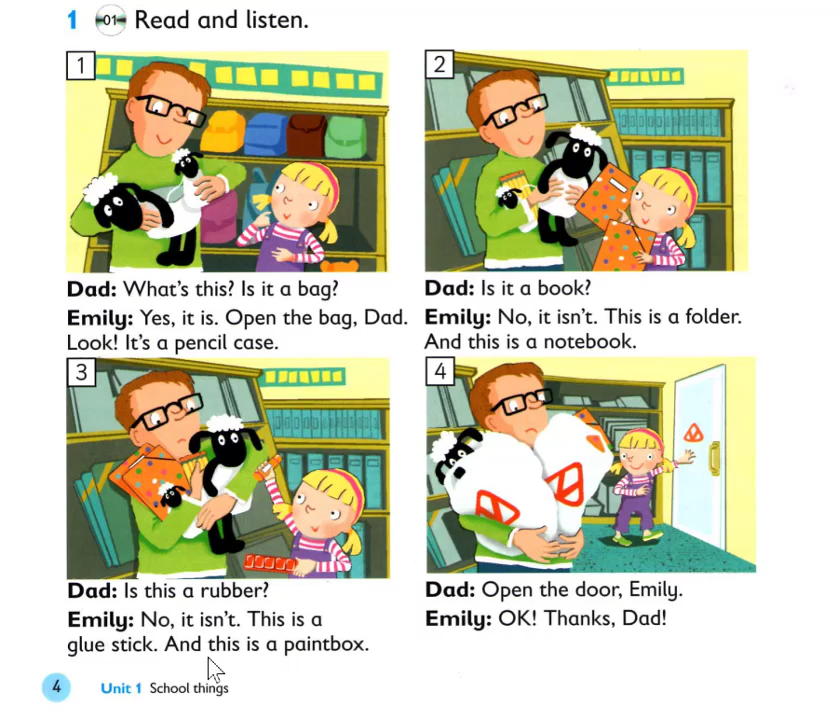 1 01 Read and listen.
1
Dad: What's this? Is it a bag?
Emily: Yes, it is. Open the bag, Dad.
Look! It's a pencil case.
2
Dad: Is it a book?
Emily: No, it isn't. This is a folder.
And this is a notebook.
3
Dad: Is this a rubber?
Emily: No, it isn't. This is a
glue stick. And this is a paintbox.
4
Dad: Open the door, Emily.
Emily: OK! Thanks, Dad!
4 Unit 1 School things